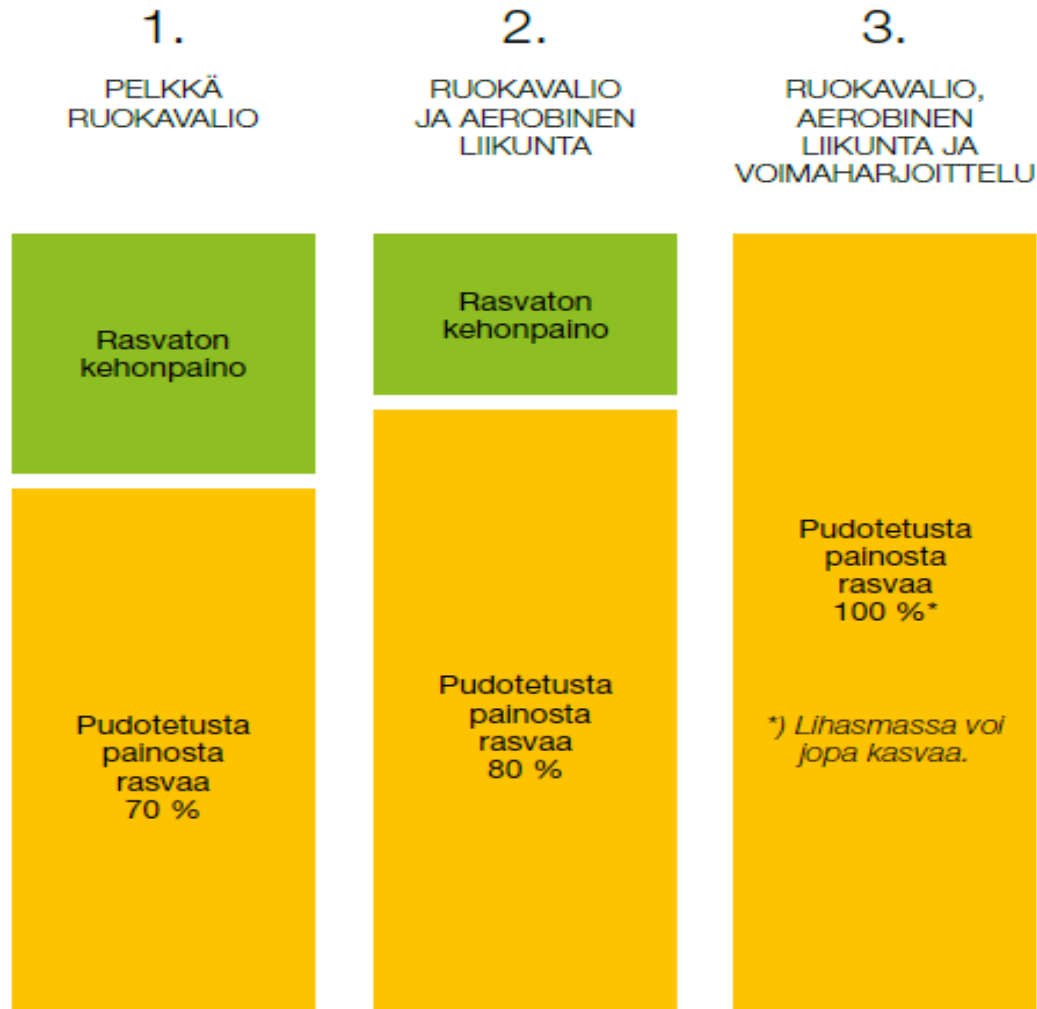 1.
PELKKÄ
RUOKAVALIO
Rasvaton
kehonpaino
Pudotetusta
painosta
rasvaa
70 %
2.
RUOKAVALIO
JA AEROBINEN
LIIKUNTA
Rasvaton
kehonpaino
Pudotetusta
painosta
rasvaa
80 %
3.
RUOKAVALIO,
AEROBINEN
LIIKUNTA JA
VOIMAHARJOITTELU
Pudotetusta
painosta
rasvaa
100 %*
*) Lihasmassa voi
jopa kasvaa.